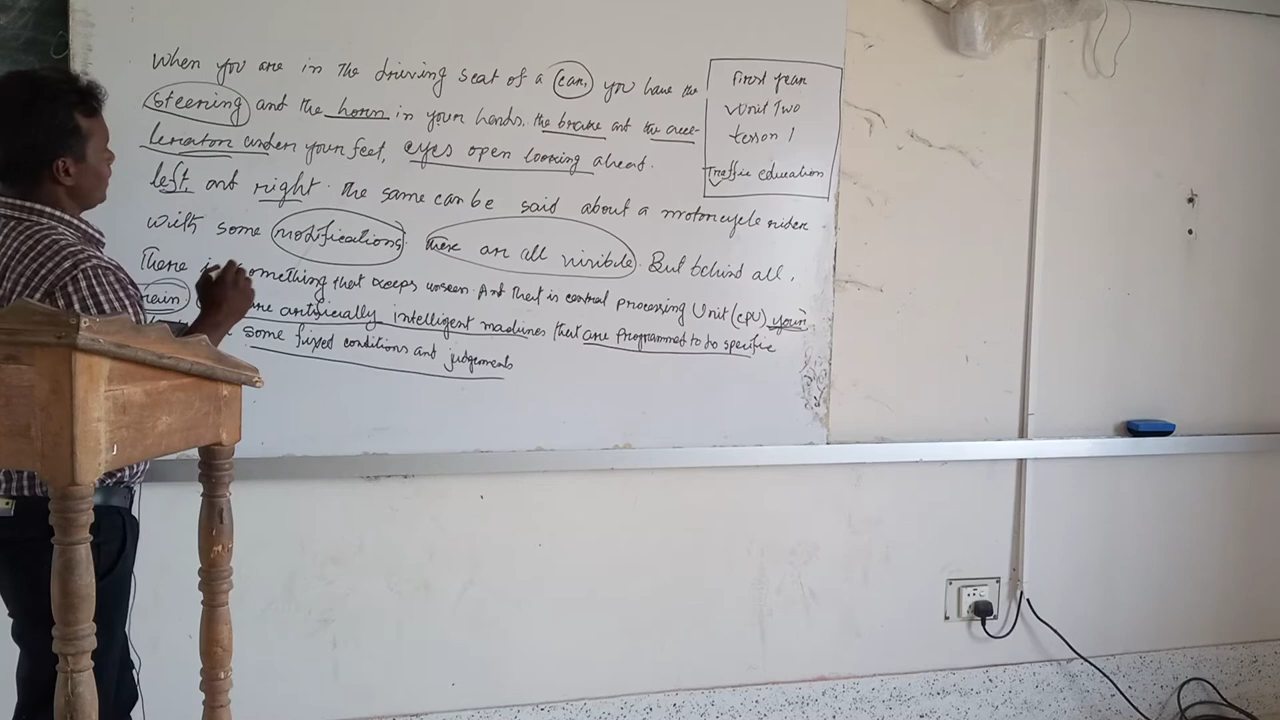 When you are in the driving seat of a car, you have the
steering and the horn in your hands, the brake and the acce-
lerator under your feet, eyes open looking ahead.
left, and right. The same can be said about a motorcycle rider
with some modifications. These are all visible. But behind all,
There is something that keeps unseen. And that is central processing Unit (cpu) your
rain are artificially intelligent machines that are programmed to do specific
some fixed conditions and judgements
First year
Unit Two
Lesson 1
Traffic education